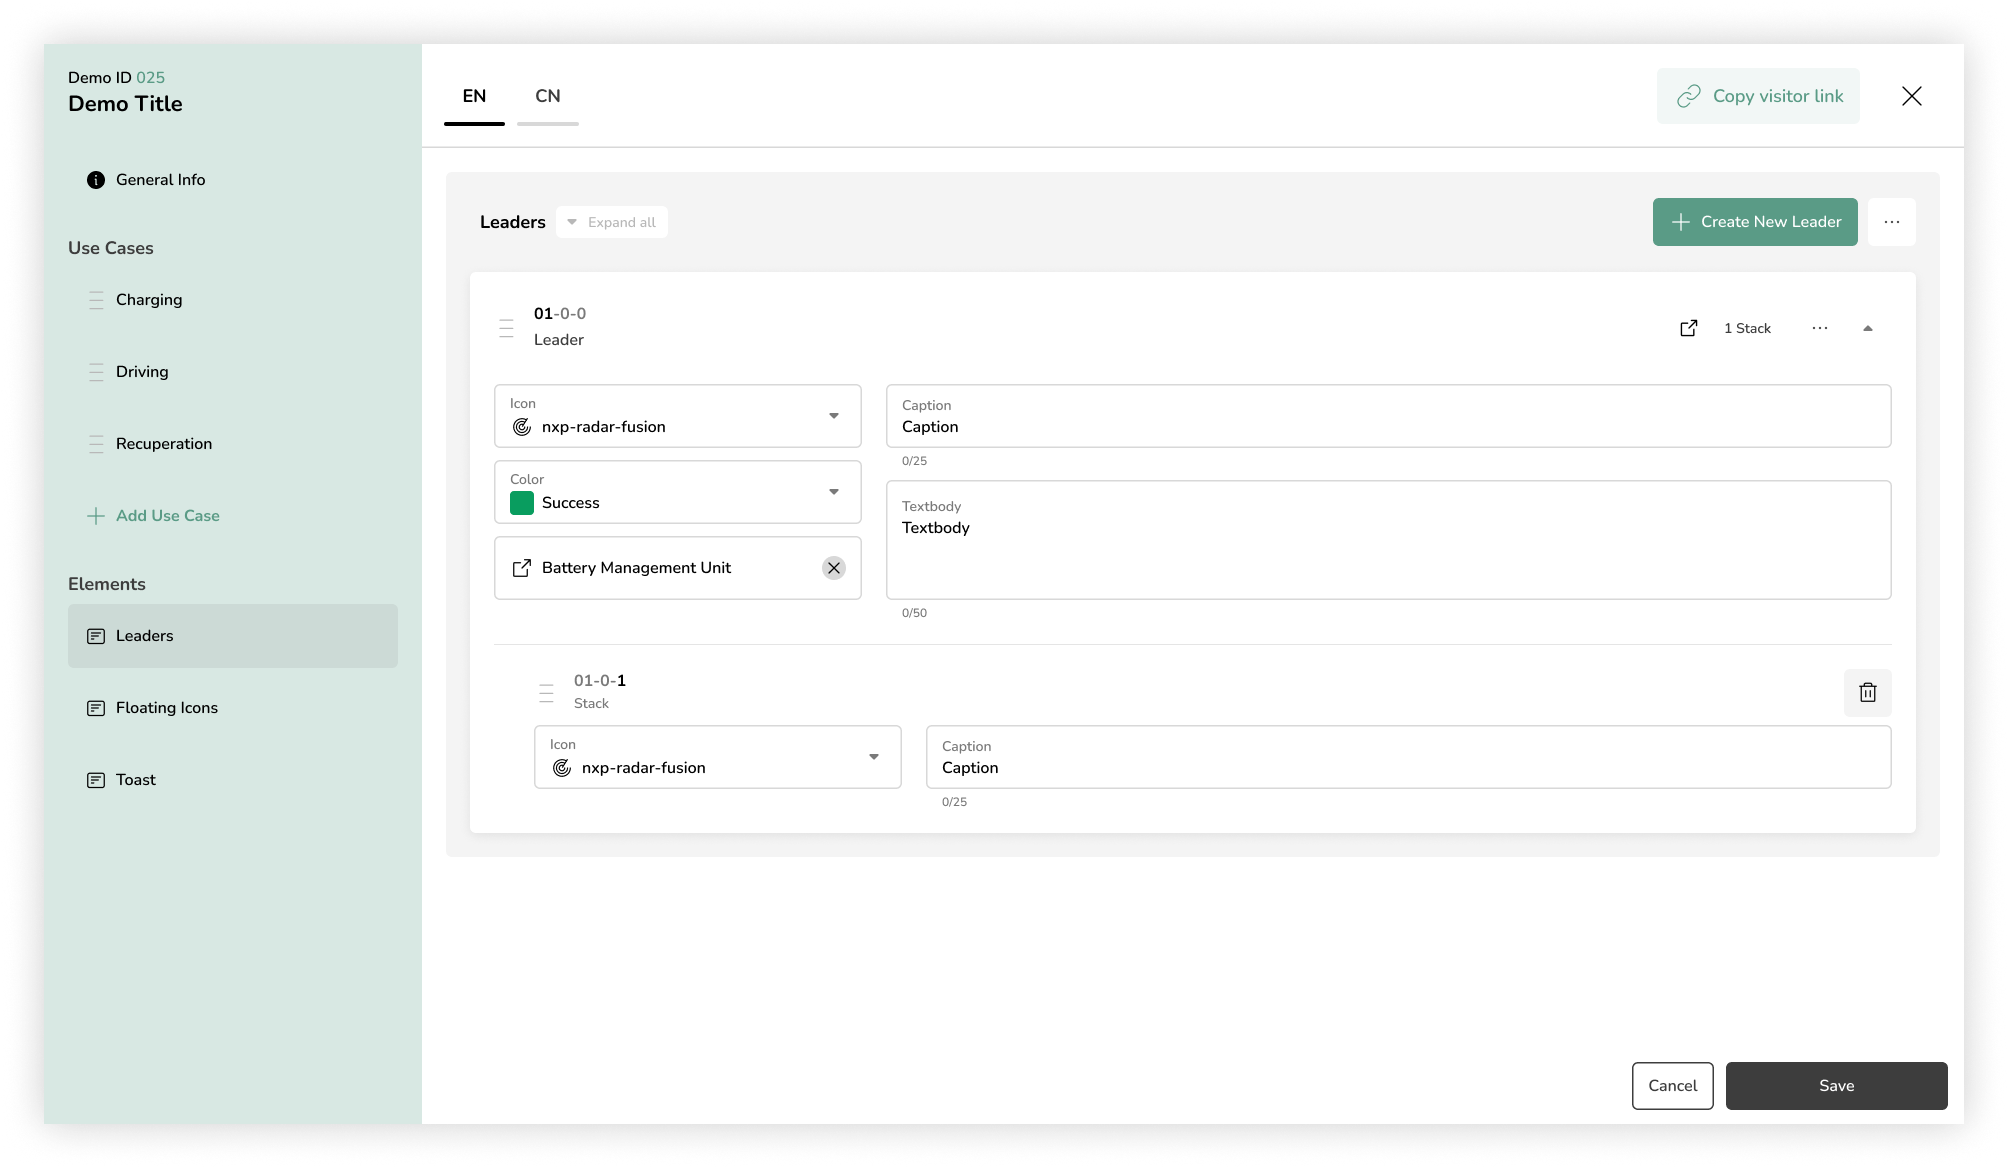 Demo ID 025
Demo Title
General Info
Use Cases
Charging
Driving
Recuperation
Add Use Case
Elements
Leaders
Floating Icons
Toast
EN CN
Copy visitor link
Leaders Expand all
Create New Leader ...
01-0-0
Leader
1 Stack ...
Icon
nxp-radar-fusion
Caption
Caption
0/25
Color
Success
Textbody
Textbody
Battery Management Unit
0/50
01-0-1
Stack
Icon
nxp-radar-fusion
Caption
Caption
0/25
Cancel Save